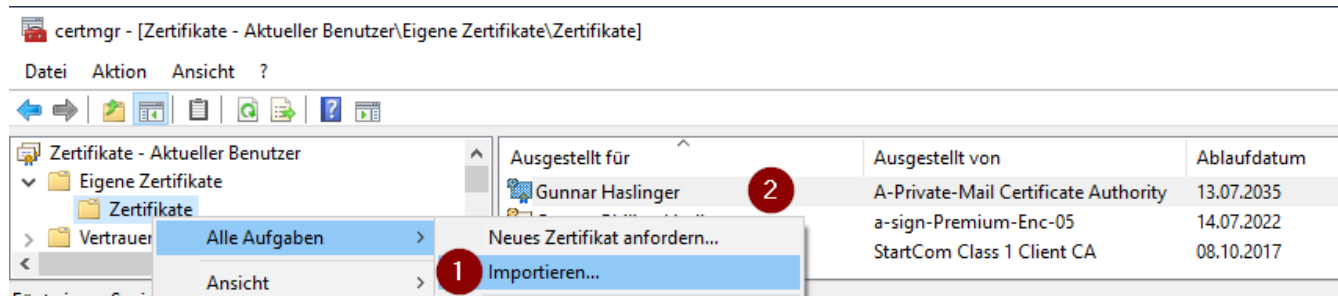 certmgr - [Zertifikate - Aktueller Benutzer\Eigene Zertifikate\Zertifikate]
Datei Aktion Ansicht ?
Zertifikate - Aktueller Benutzer
Eigene Zertifikate
Zertifikate
Ausgestellt für Ausgestellt von Ablaufdatum
Gunnar Haslinger 2 A-Private-Mail Certificate Authority 13.07.2035
a-sign-Premium-Enc-05 14.07.2022
StartCom Class 1 Client CA 08.10.2017
Alle Aufgaben
Ansicht
Neues Zertifikat anfordern...
1 Importieren...